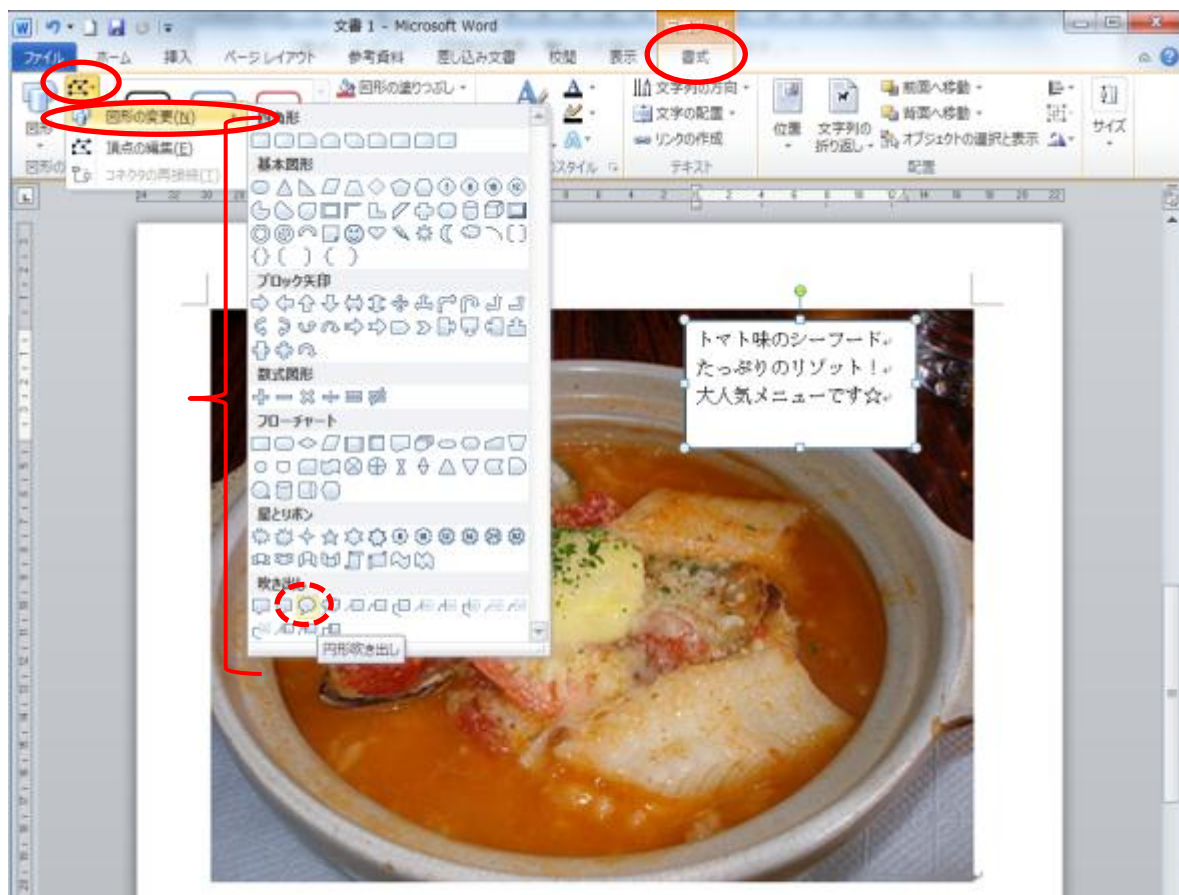 文書 1 - Microsoft Word
ファイル ホーム 挿入 ページ レイアウト 参考資料 差し込み文書 校閲 表示 書式
図形の塗りつぶし
文字列の方向
文字の配置
リンクの作成
テキスト
位置
文字列の
折り返し
前面へ移動
背面へ移動
オブジェクトの選択と表示
配置
サイズ
図形の変更(N)
頂点の編集(E)
コネクタの再接続(I)
基本図形
ブロック矢印
数式図形
フローチャート
星とリボン
吹き出し
円形吹き出し
トマト味のシーフード
たっぷりのリゾット！
大人気メニューです☆